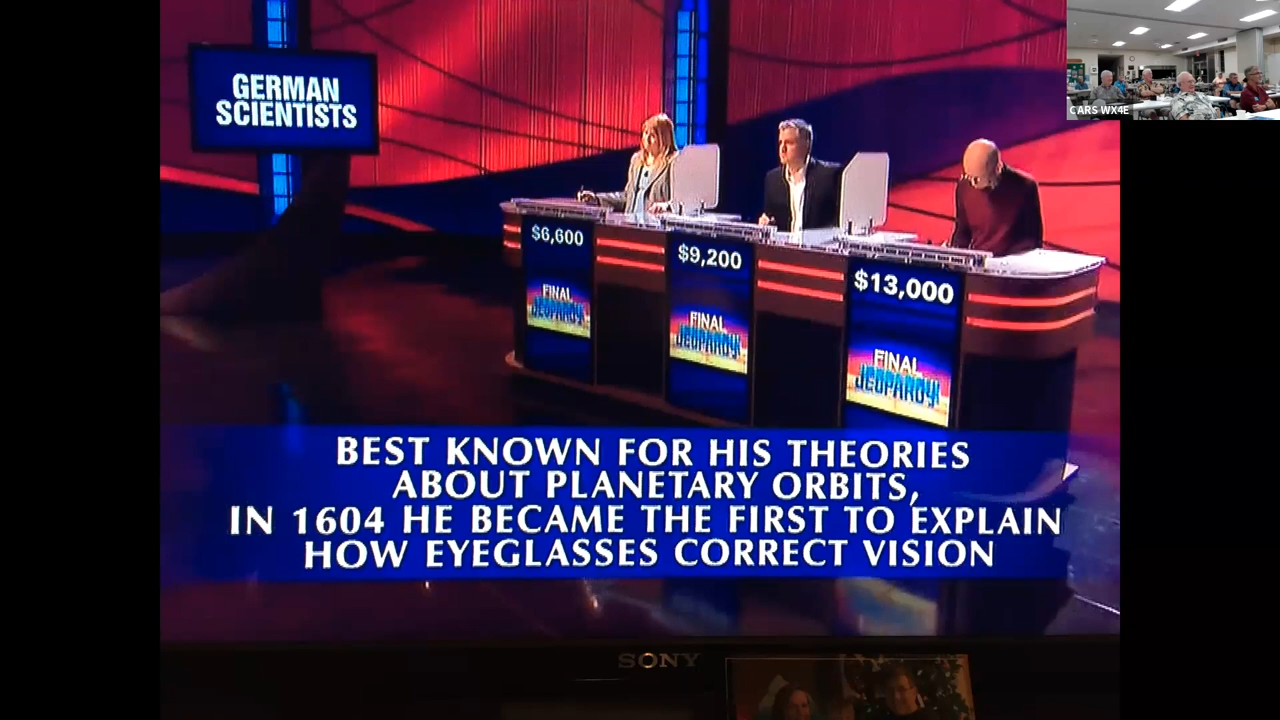 GERMAN
SCIENTISTS
CARS WX4E
$6,600
$9,200
$13,000
FINAL
JEOPARDY!
FINAL
JEOPARDY!
FINAL
JEOPARDY!
BEST KNOWN FOR HIS THEORIES
ABOUT PLANETARY ORBITS,
IN 1604 HE BECAME THE FIRST TO EXPLAIN
HOW EYEGLASSES CORRECT VISION
SONY